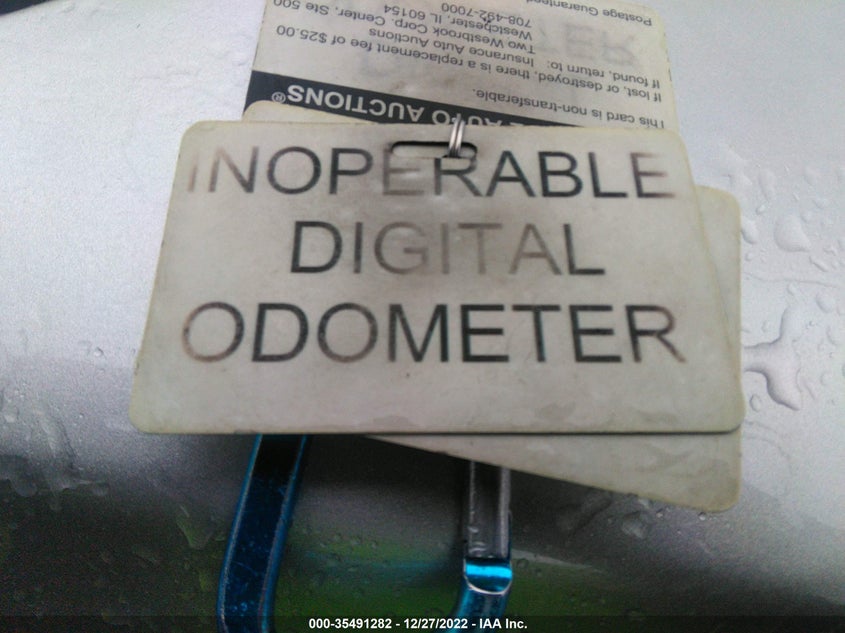 INOPERABLE
DIGITAL
ODOMETER
AUTO AUCTIONS®
This card is non-transferable.
If lost, or destroyed, there is a replacement fee of $25.00
If found, return to: Insurance Auto Auctions
Two Westbrook Corp. Center, Ste 500
Westchester, IL 60154
708-492-7000
Postage Guaranteed
000-35491282 - 12/27/2022 - IAA Inc.